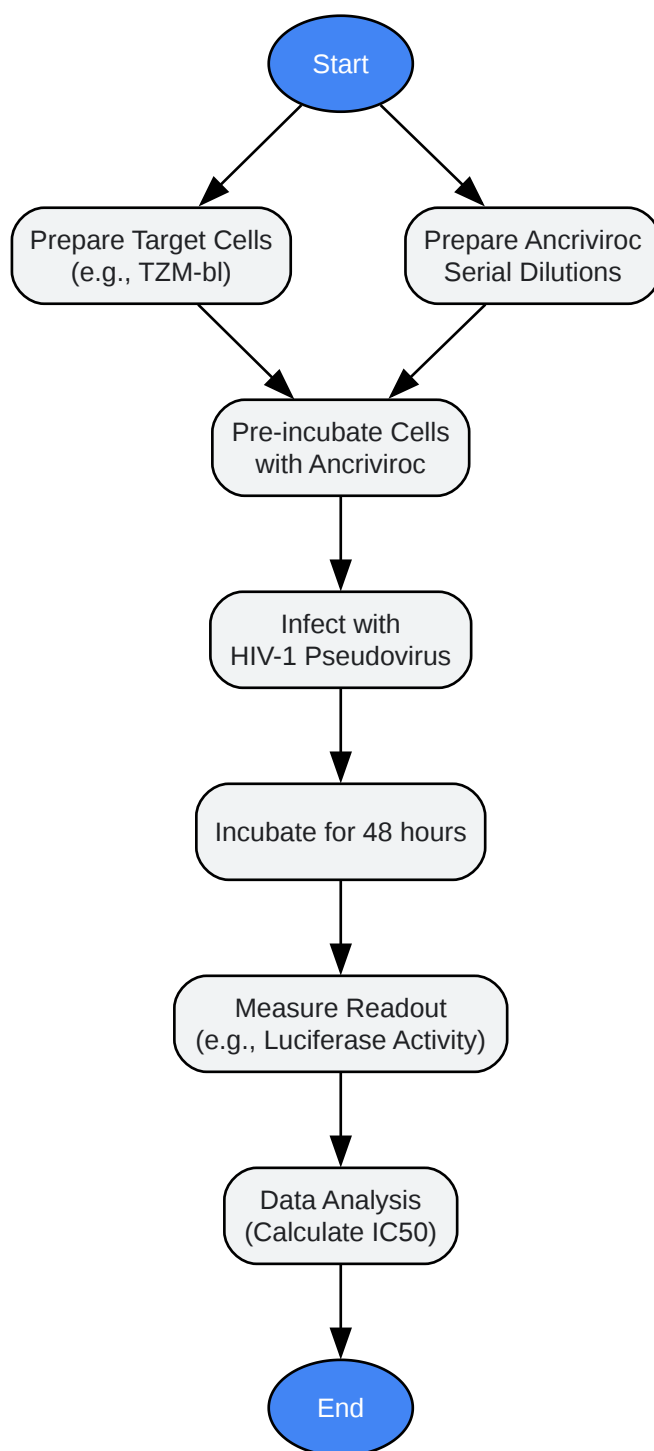 Start
Prepare Target Cells
(e.g., TZM-bl)
Prepare Ancriviroc
Serial Dilutions
Pre-incubate Cells
with Ancriviroc
Infect with
HIV-1 Pseudovirus
Incubate for 48 hours
Measure Readout
(e.g., Luciferase Activity)
Data Analysis
(Calculate IC50)
End